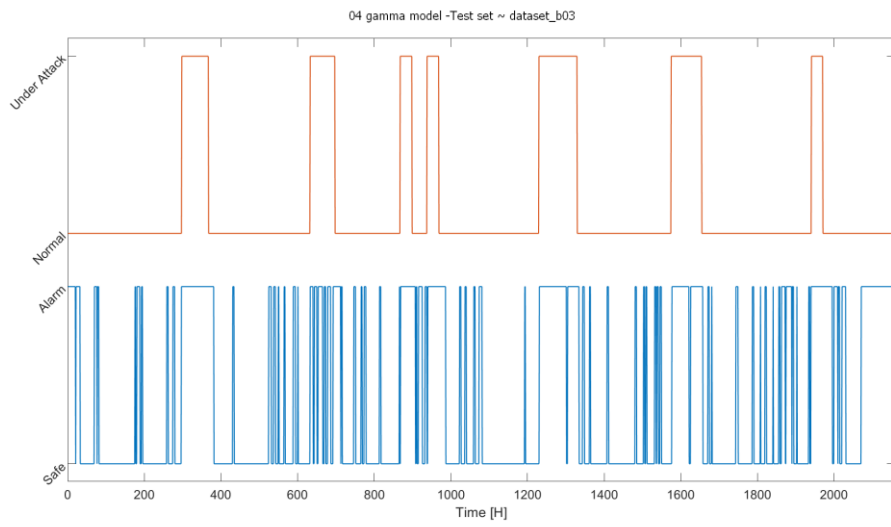 04 gamma model -Test set ~ dataset_b03
Under Attack
Normal
Alarm
Safe
0 200 400 600 800 1000 1200 1400 1600 1800 2000
Time [H]